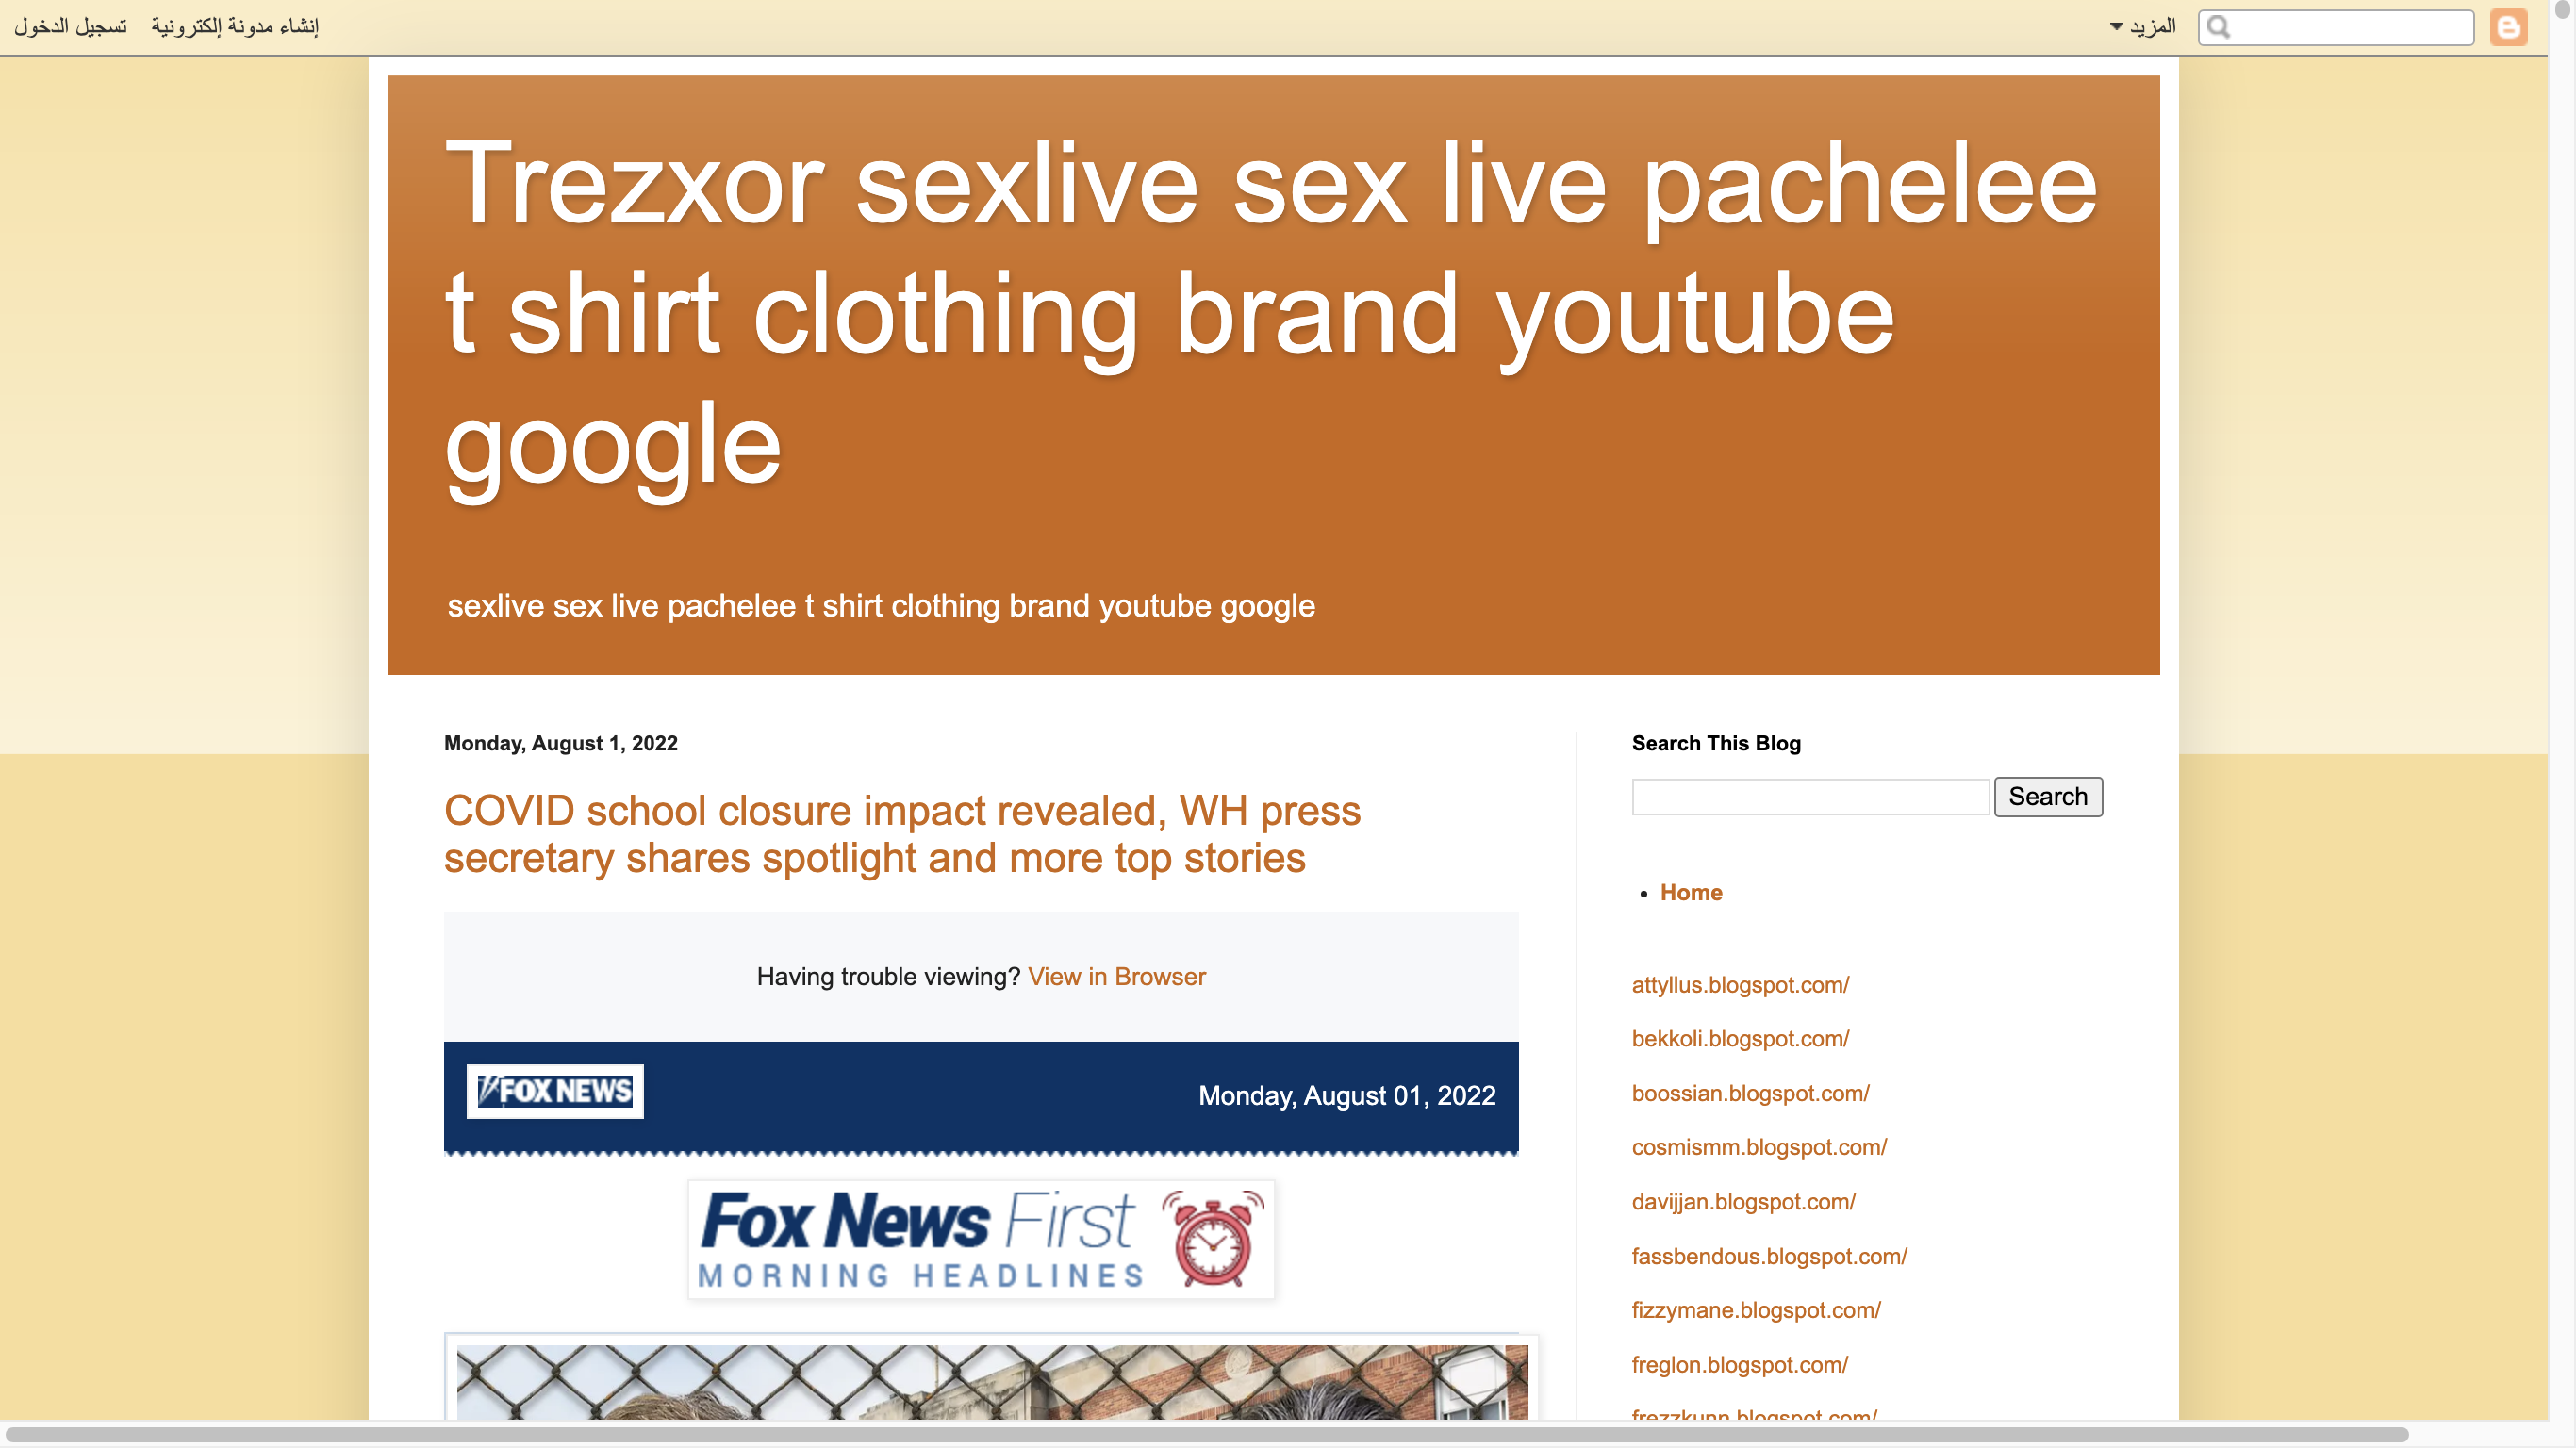 تسجيل الدخول
إنشاء مدونة إلكترونية
المزيد
Trezxor sexlive sex live pachelee
t shirt clothing brand youtube
google
sexlive sex live pachelee t shirt clothing brand youtube google
Monday, August 1, 2022
COVID school closure impact revealed, WH press
secretary shares spotlight and more top stories
Having trouble viewing? View in Browser
FOX NEWS
Monday, August 01, 2022
Fox News First
MORNING HEADLINES
Search This Blog
Search
Home
attyllus.blogspot.com/
bekkoli.blogspot.com/
boossian.blogspot.com/
cosmismm.blogspot.com/
davijjan.blogspot.com/
fassbendous.blogspot.com/
fizzymane.blogspot.com/
freglon.blogspot.com/
frezzkunn.blogspot.com/